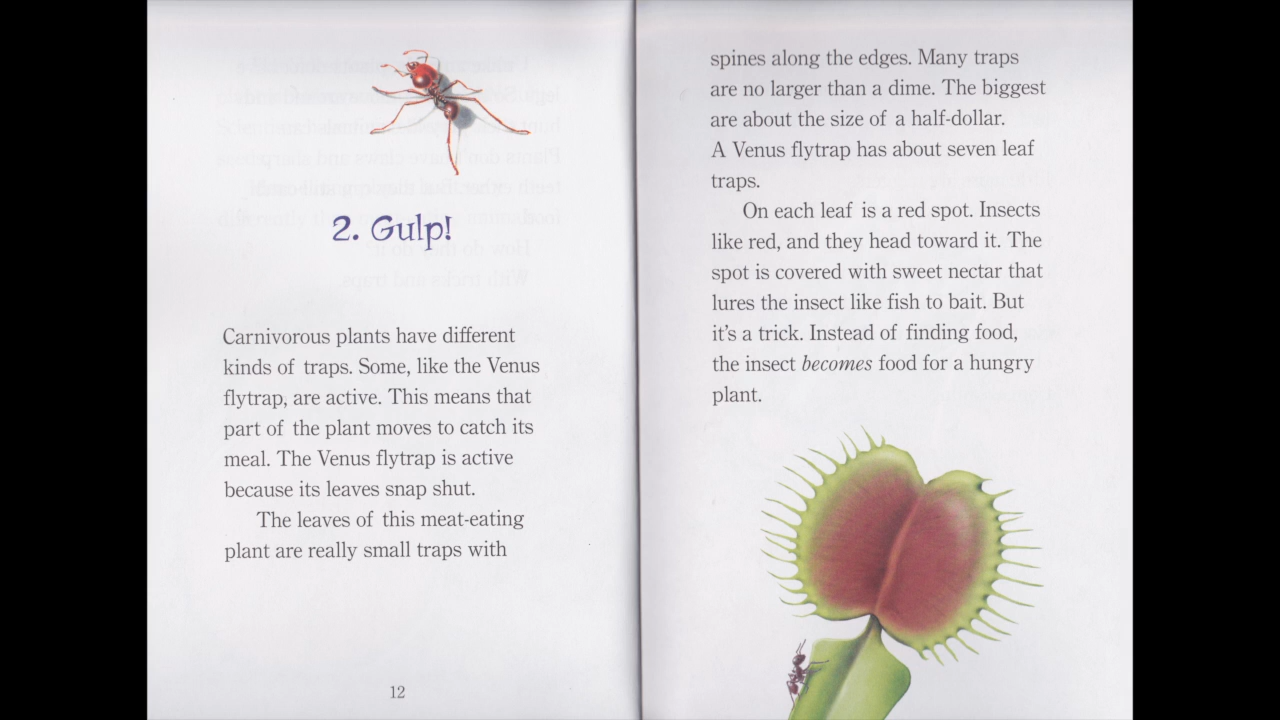 2. Gulp!
Carnivorous plants have different
kinds of traps. Some, like the Venus
flytrap, are active. This means that
part of the plant moves to catch its
meal. The Venus flytrap is active
because its leaves snap shut.
The leaves of this meat-eating
plant are really small traps with
12
spines along the edges. Many traps
are no larger than a dime. The biggest
are about the size of a half-dollar.
A Venus flytrap has about seven leaf
traps.
On each leaf is a red spot. Insects
like red, and they head toward it. The
spot is covered with sweet nectar that
lures the insect like fish to bait. But
it's a trick. Instead of finding food,
the insect becomes food for a hungry
plant.